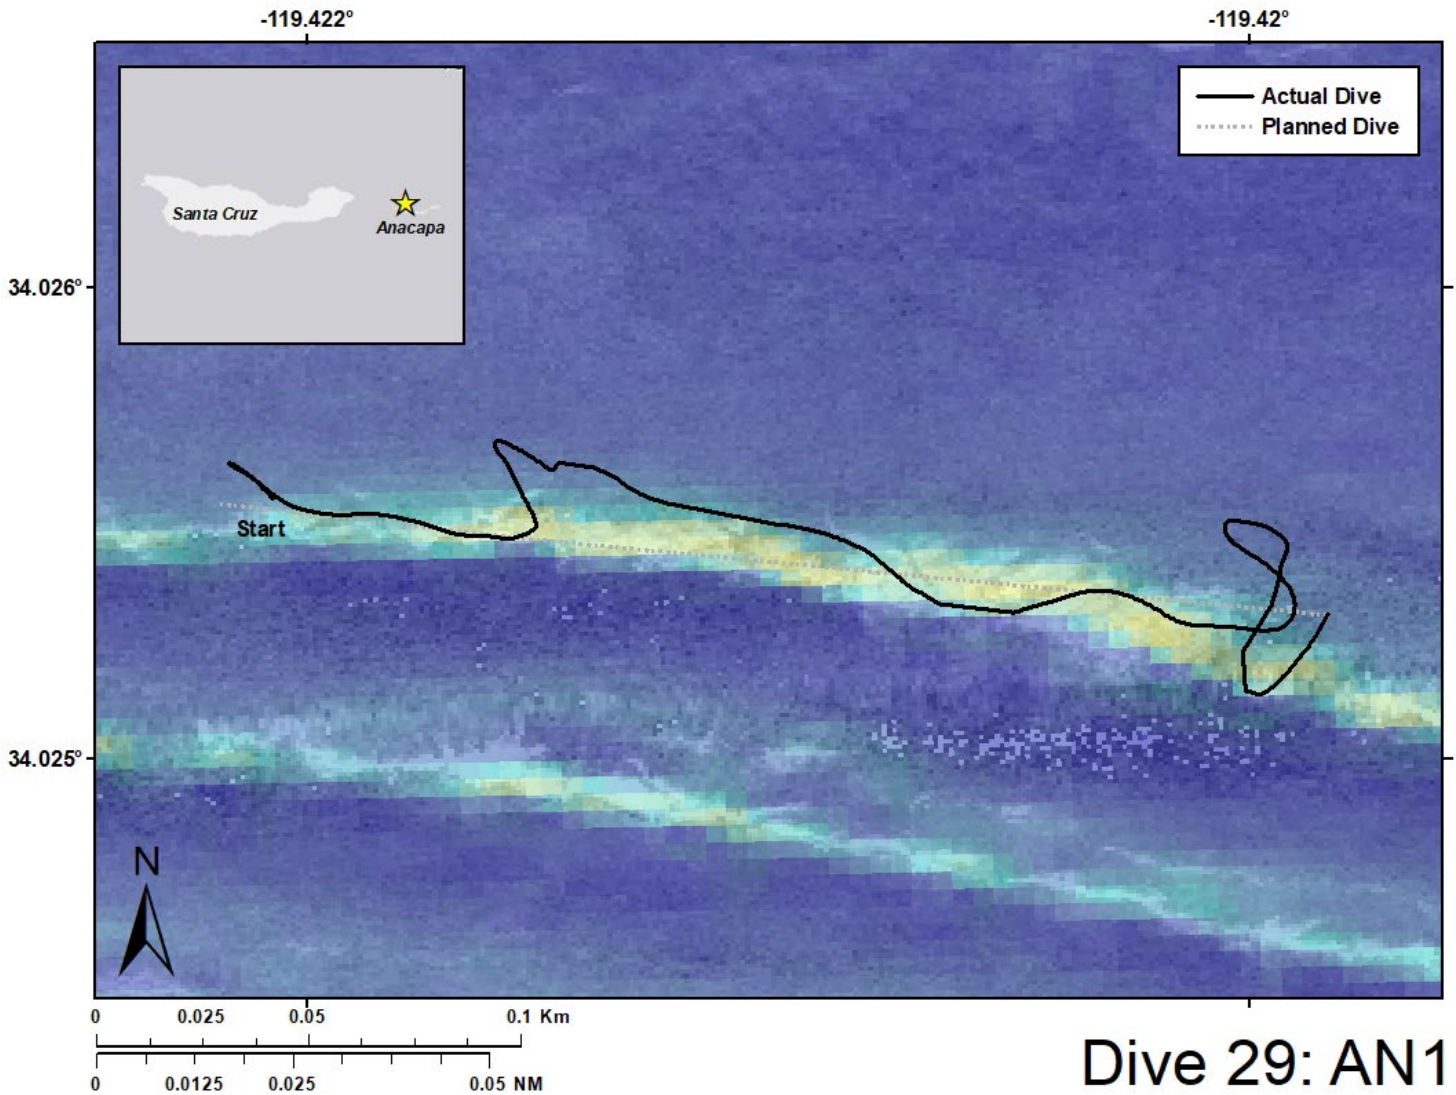 -119.422° -119.42°
Actual Dive
Planned Dive
Santa Cruz
Anacapa
34.026°
Start
34.025°
N
0 0.025 0.05 0.1 Km
0 0.0125 0.025 0.05 NM
Dive 29: AN1